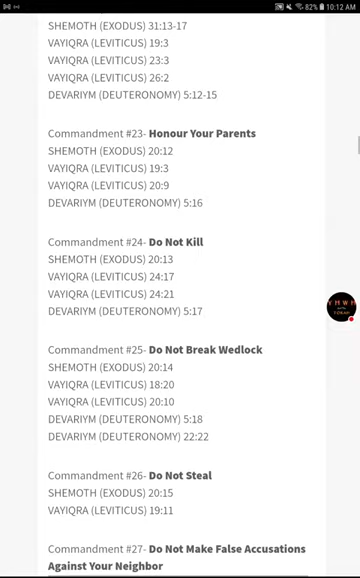 82% 10:12 AM
SHEMOTH (EXODUS) 31:13-17
VAYIQRA (LEVITICUS) 19:3
VAYIQRA (LEVITICUS) 23:3
VAYIQRA (LEVITICUS) 26:2
DEVARIYM (DEUTERONOMY) 5:12-15
Commandment #23- Honour Your Parents
SHEMOTH (EXODUS) 20:12
VAYIQRA (LEVITICUS) 19:3
VAYIQRA (LEVITICUS) 20:9
DEVARIYM (DEUTERONOMY) 5:16
Commandment #24- Do Not Kill
SHEMOTH (EXODUS) 20:13
VAYIQRA (LEVITICUS) 24:17
VAYIQRA (LEVITICUS) 24:21
DEVARIYM (DEUTERONOMY) 5:17
Commandment #25- Do Not Break Wedlock
SHEMOTH (EXODUS) 20:14
VAYIQRA (LEVITICUS) 18:20
VAYIQRA (LEVITICUS) 20:10
DEVARIYM (DEUTERONOMY) 5:18
DEVARIYM (DEUTERONOMY) 22:22
Commandment #26- Do Not Steal
SHEMOTH (EXODUS) 20:15
VAYIQRA (LEVITICUS) 19:11
Commandment #27- Do Not Make False Accusations
Against Your Neighbor
YHWH
TORAH